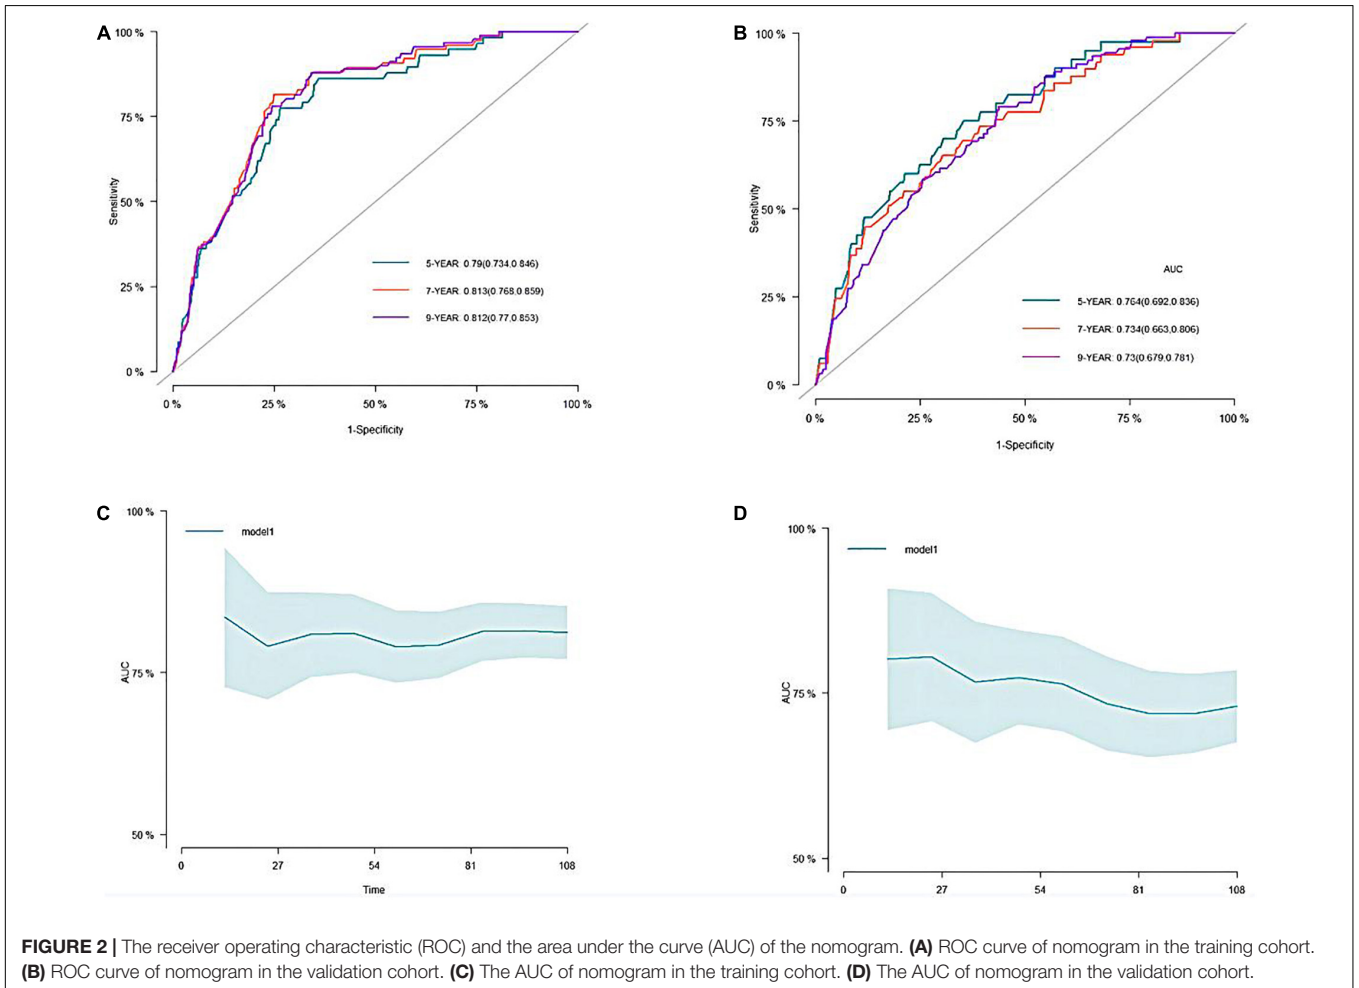 A
100 %
75 %
50 %
25 %
0 %
Sensitivity
5-YEAR: 0.79(0.734,0.846)
7-YEAR: 0.813(0.768,0.859)
9-YEAR: 0.812(0.77,0.853)
0 % 25 % 50 % 75 % 100 %
1-Specificity
B
100 %
75 %
50 %
25 %
0 %
Sensitivity
AUC
5-YEAR: 0.764(0.692,0.836)
7-YEAR: 0.734(0.663,0.806)
9-YEAR: 0.73(0.679,0.781)
0 % 25 % 50 % 75 % 100 %
1-Specificity
C
100 %
75 %
50 %
AUC
model1
0 27 54 81 108
Time
D
100 %
75 %
50 %
AUC
model1
0 27 54 81 108
FIGURE 2 | The receiver operating characteristic (ROC) and the area under the curve (AUC) of the nomogram. (A) ROC curve of nomogram in the training cohort.
(B) ROC curve of nomogram in the validation cohort. (C) The AUC of nomogram in the training cohort. (D) The AUC of nomogram in the validation cohort.